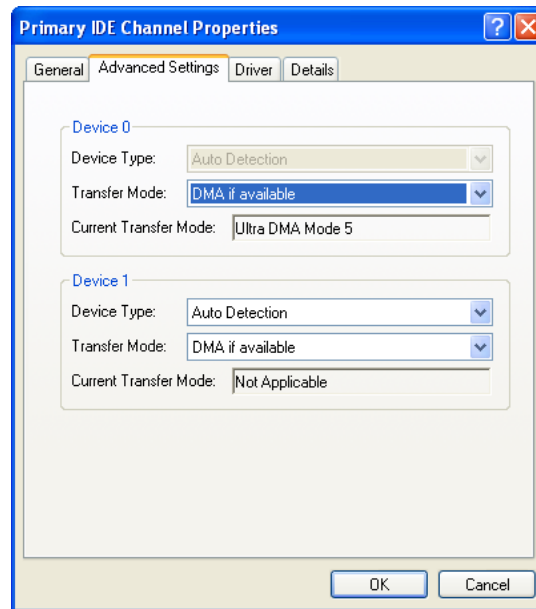 Primary IDE Channel Properties
General Advanced Settings Driver Details
Device 0
Device Type: Auto Detection
Transfer Mode: DMA if available
Current Transfer Mode: Ultra DMA Mode 5
Device 1
Device Type: Auto Detection
Transfer Mode: DMA if available
Current Transfer Mode: Not Applicable
OK Cancel